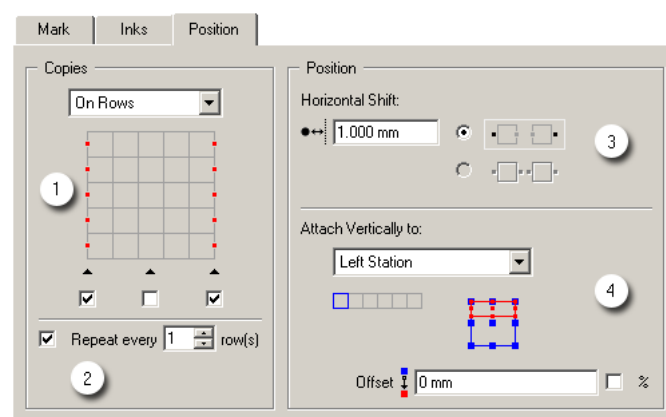 Mark Inks Position
Copies
On Rows
1
Repeat every 1 row(s)
2
Position
Horizontal Shift:
1.000 mm
3
Attach Vertically to:
Left Station
4
Offset 0 mm %